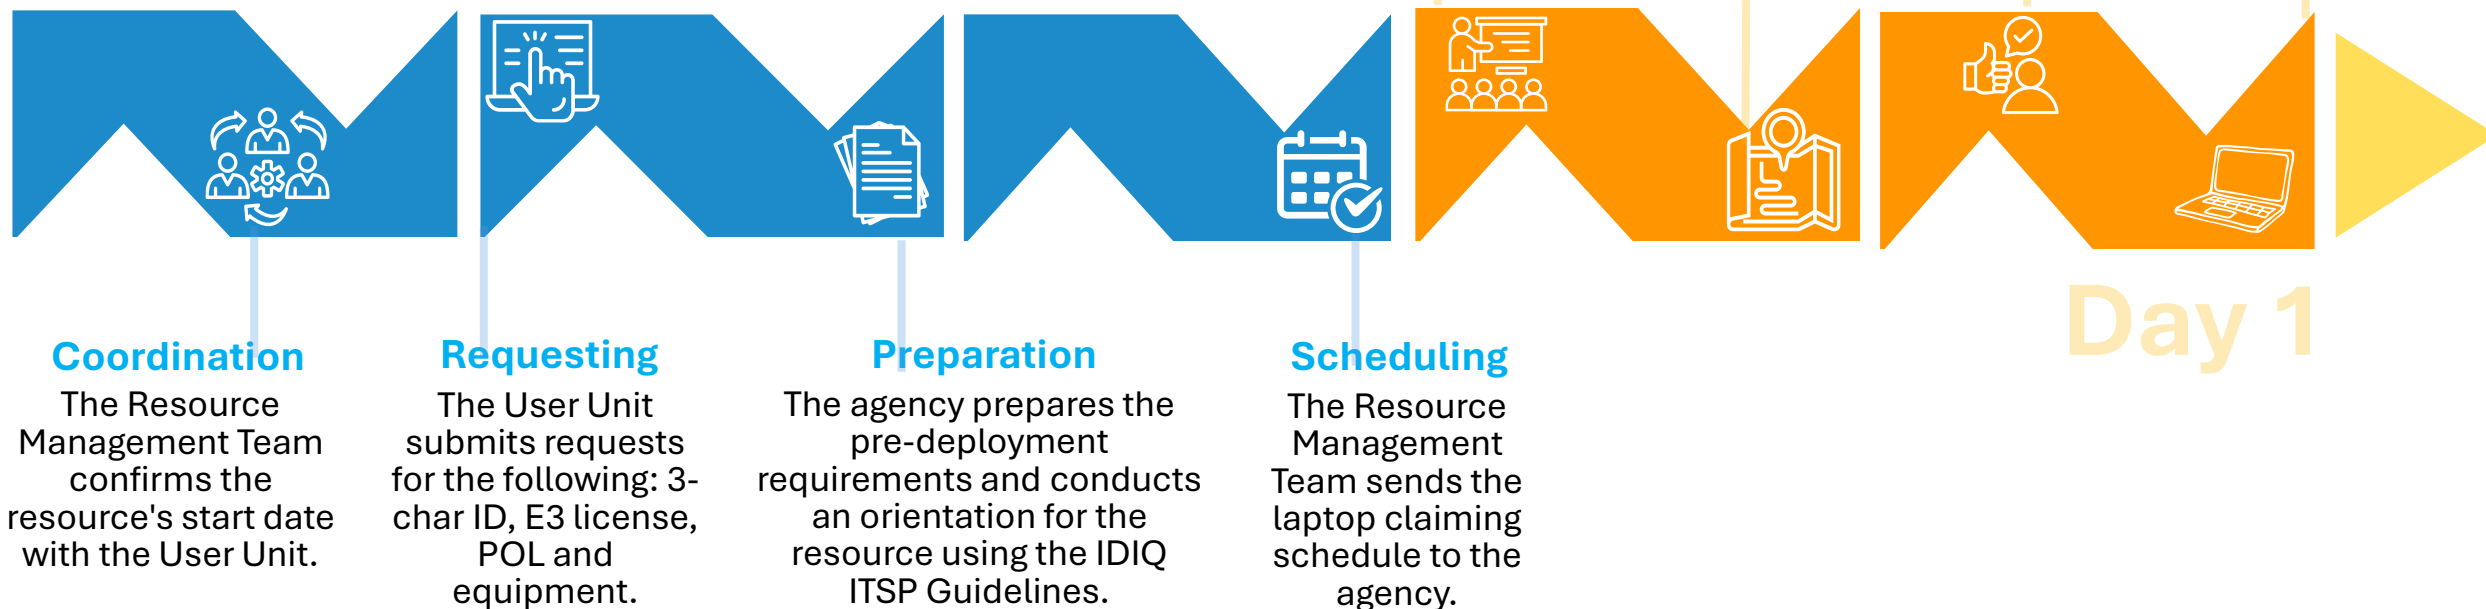 Day 1
Coordination
The Resource
Management Team
confirms the
resource's start date
with the User Unit.
Requesting
The User Unit
submits requests
for the following: 3-
char ID, E3 license,
POL and
equipment.
Preparation
The agency prepares the
pre-deployment
requirements and conducts
an orientation for the
resource using the IDIQ
ITSP Guidelines.
Scheduling
The Resource
Management
Team sends the
laptop claiming
schedule to the
agency.